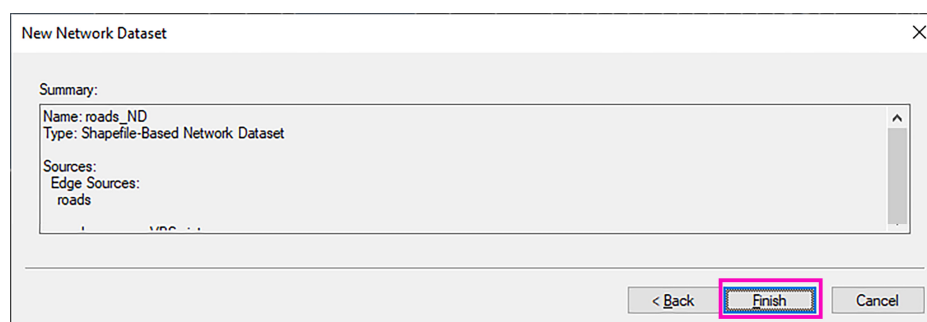 New Network Dataset
Summary:
Name: roads_ND
Type: Shapefile-Based Network Dataset
Sources:
Edge Sources:
roads
< Back
Finish
Cancel